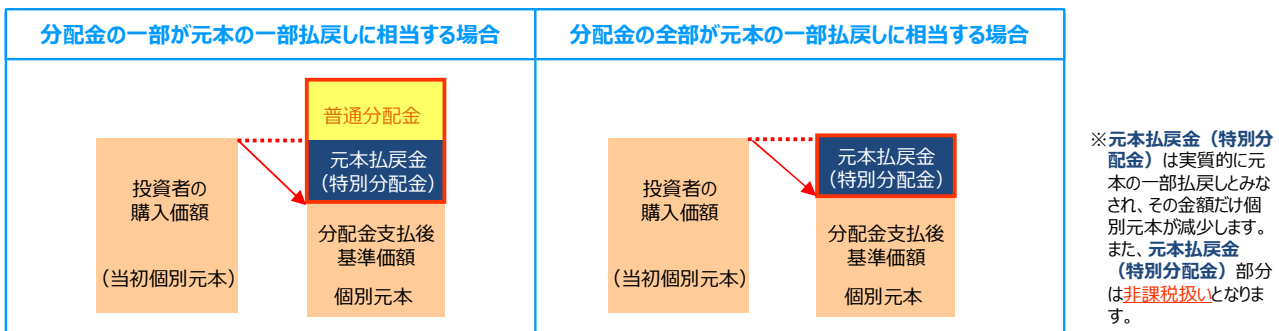 分配金の一部が元本の一部払戻しに相当する場合
分配金の全部が元本の一部払戻しに相当する場合
普通分配金
元本払戻金
（特別分配金）
投資者の
購入価額
（当初個別元本）
分配金支払後
基準価額
個別元本
元本払戻金
（特別分配金）
投資者の
購入価額
（当初個別元本）
分配金支払後
基準価額
個別元本
※元本払戻金（特別分
配金）は実質的に元
本の一部払戻しとみな
され、その金額だけ個
別元本が減少します。
また、元本払戻金
（特別分配金）部分
は非課税扱いとなりま
す。